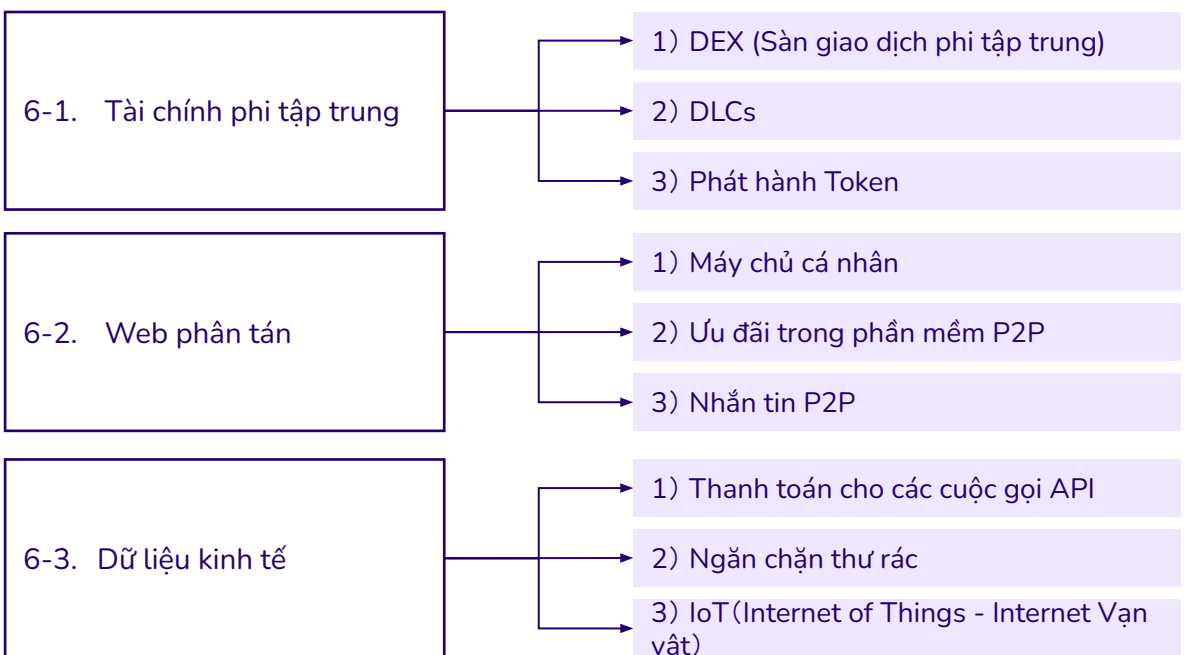 6-1. Tài chính phi tập trung
1）DEX (Sàn giao dịch phi tập trung)
2）DLCs
3）Phát hành Token
6-2. Web phân tán
1）Máy chủ cá nhân
2）Ưu đãi trong phần mềm P2P
3）Nhắn tin P2P
6-3. Dữ liệu kinh tế
1）Thanh toán cho các cuộc gọi API
2）Ngăn chặn thư rác
3）IoT（Internet of Things - Internet Vạn
vật）